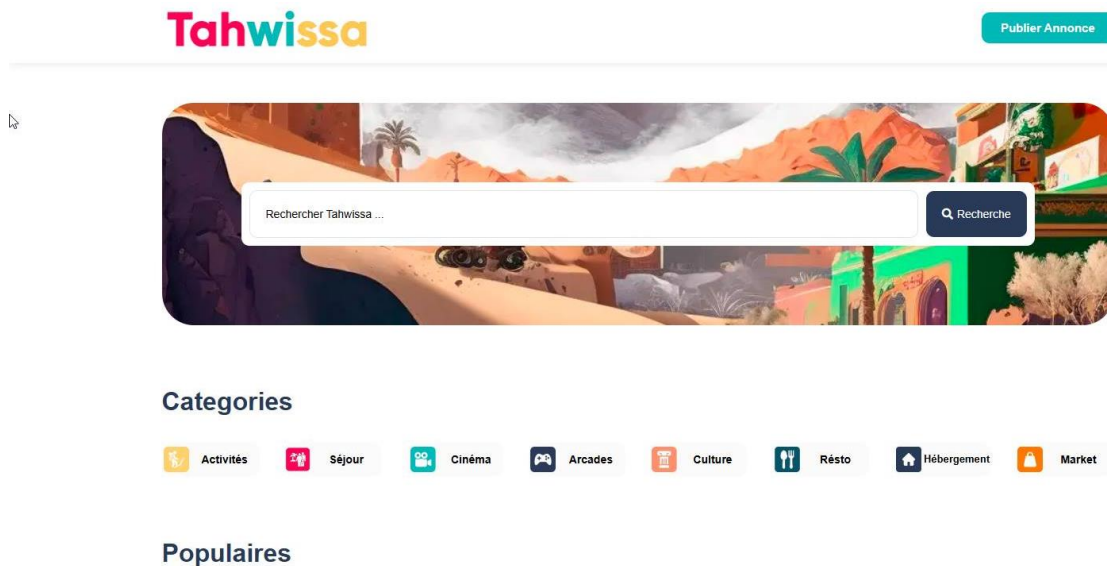 Tahwissa
Publier Annonce
Rechercher Tahwissa ...
Recherche
Categories
Activités
Séjour
Cinéma
Arcades
Culture
Résto
Hébergement
Market
Populaires